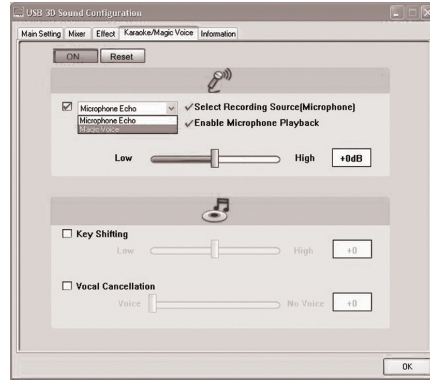 USB 3D Sound Configuration
Main Setting Mixer Effect Karaoke/Magic Voice Information
ON Reset
Microphone Echo ✓Select Recording Source(Microphone)
Microphone Echo ✓Enable Microphone Playback
Magic Voice
Low High +0dB
Key Shifting
Low High +0
Vocal Cancellation
Voice No Voice +0
OK